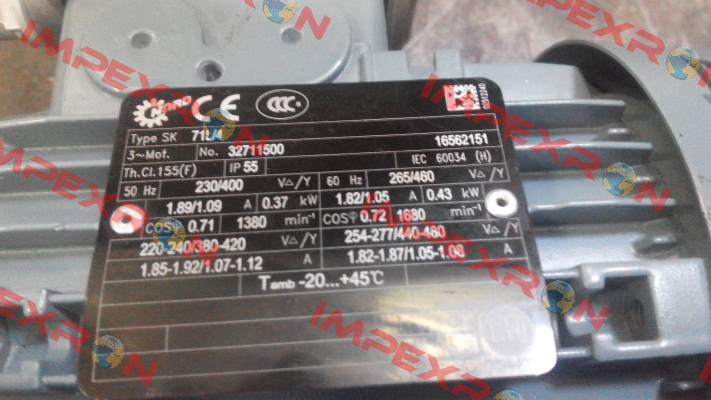 NORD CE CCC
Type SK 71L/4 16562151
3~Mot. No. 32711500
Th.Cl.155(F) IP 55 IEC 60034 (H)
50 Hz 230/400 V△/Y 60 Hz 265/460 V△/Y
1.89/1.09 A 0.37 kW 1.82/1.05 A 0.43 kW
COSφ 0.71 1380 min⁻¹ COSφ 0.72 1680 min⁻¹
220-240/380-420 V△/Y 254-277/440-480 V△/Y
1.85-1.92/1.07-1.12 A 1.82-1.87/1.05-1.08 A
Tamb -20...+45°C
IMPEXRON
IMPEXRON
IMPEXRON
IMPEXRON
IMPEXRON